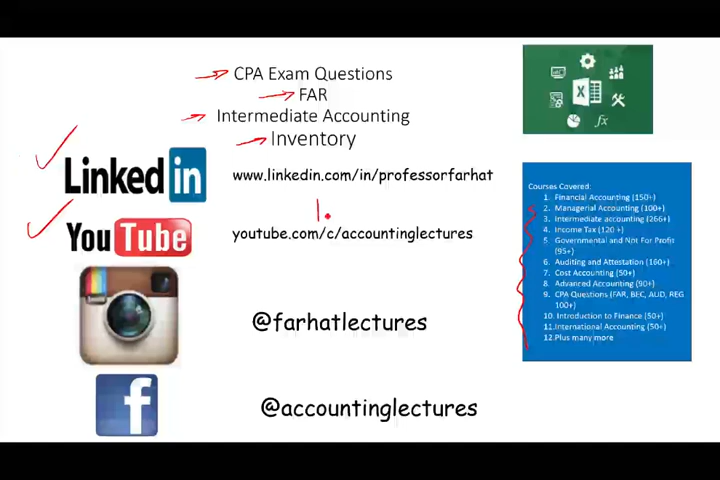 CPA Exam Questions
FAR
Intermediate Accounting
Inventory
Linked in
www.linkedin.com/in/professorfarhat
YouTube
youtube.com/c/accountinglectures
@farhatlectures
f
@accountinglectures
X
fx
Courses Covered:
1. Financial Accounting (150+)
2. Managerial Accounting (100+)
3. Intermediate accounting (266+)
4. Income Tax (120 +)
5. Governmental and Not For Profit
(95+)
6. Auditing and Attestation (160+)
7. Cost Accounting (50+)
8. Advanced Accounting (90+)
9. CPA Questions (FAR, BEC, AUD, REG
100+)
10. Introduction to Finance (50+)
11.International Accounting (50+)
12.Plus many more